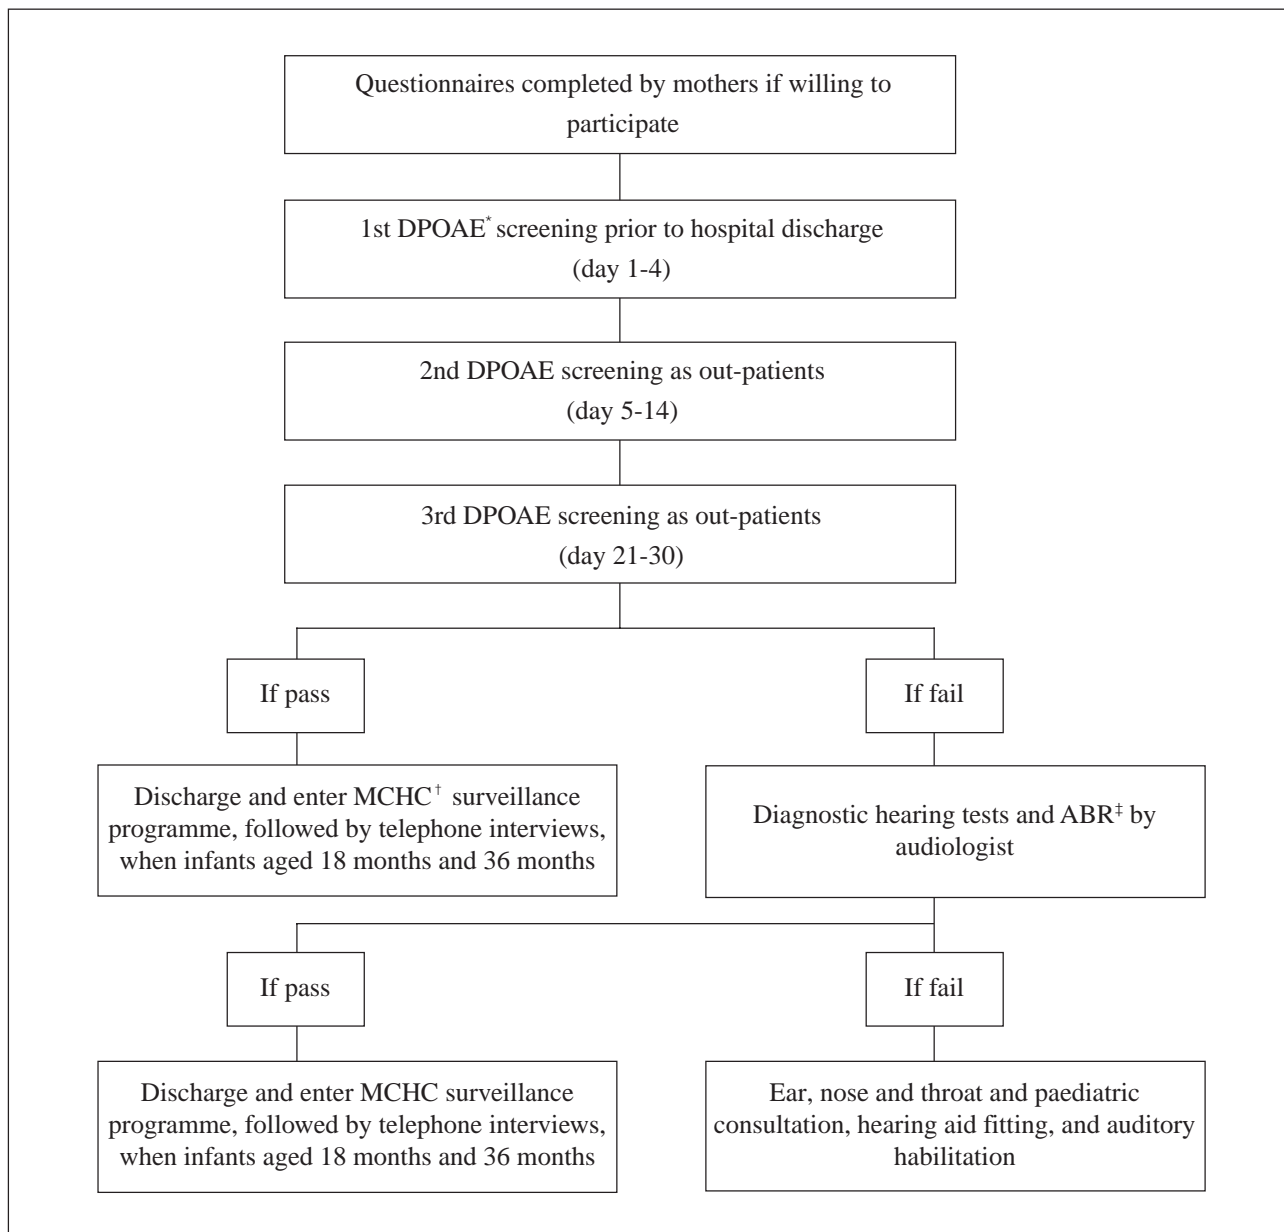 Questionnaires completed by mothers if willing to
participate
1st DPOAE* screening prior to hospital discharge
(day 1-4)
2nd DPOAE screening as out-patients
(day 5-14)
3rd DPOAE screening as out-patients
(day 21-30)
If pass
If fail
Discharge and enter MCHC† surveillance
programme, followed by telephone interviews,
when infants aged 18 months and 36 months
Diagnostic hearing tests and ABR‡ by
audiologist
If pass
If fail
Discharge and enter MCHC surveillance
programme, followed by telephone interviews,
when infants aged 18 months and 36 months
Ear, nose and throat and paediatric
consultation, hearing aid fitting, and auditory
habilitation